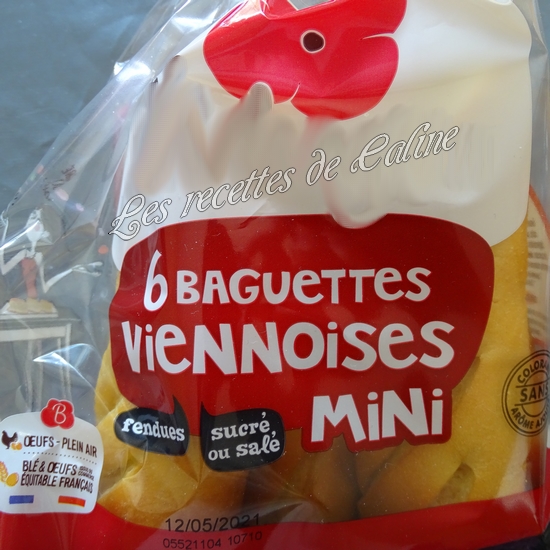 Les recettes de Caline
6 BAGUETTES
VIENNOISES
MINI
fendues
sucré,
ou salé
B
ŒUFS - PLEIN AIR
BLÉ & ŒUFS
ÉQUITABLE FRANÇAIS
SANS
12/05/2021
05521104 10710